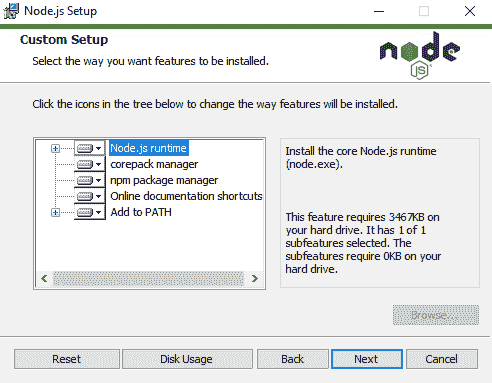 Node.js Setup
Custom Setup
Select the way you want features to be installed.
node
JS
Click the icons in the tree below to change the way features will be installed.
Node.js runtime
corepack manager
npm package manager
Online documentation shortcuts
Add to PATH
Install the core Node.js runtime
(node.exe).
This feature requires 3467KB on
your hard drive. It has 1 of 1
subfeatures selected. The
subfeatures require 0KB on your
hard drive.
Browse...
Reset
Disk Usage
Back
Next
Cancel